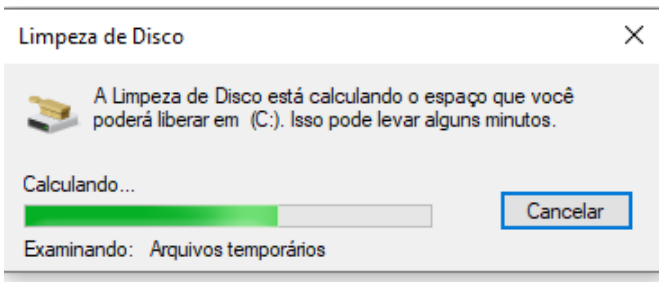 Limpeza de Disco
A Limpeza de Disco está calculando o espaço que você
poderá liberar em  (C:). Isso pode levar alguns minutos.
Calculando...
Cancelar
Examinando:   Arquivos temporários